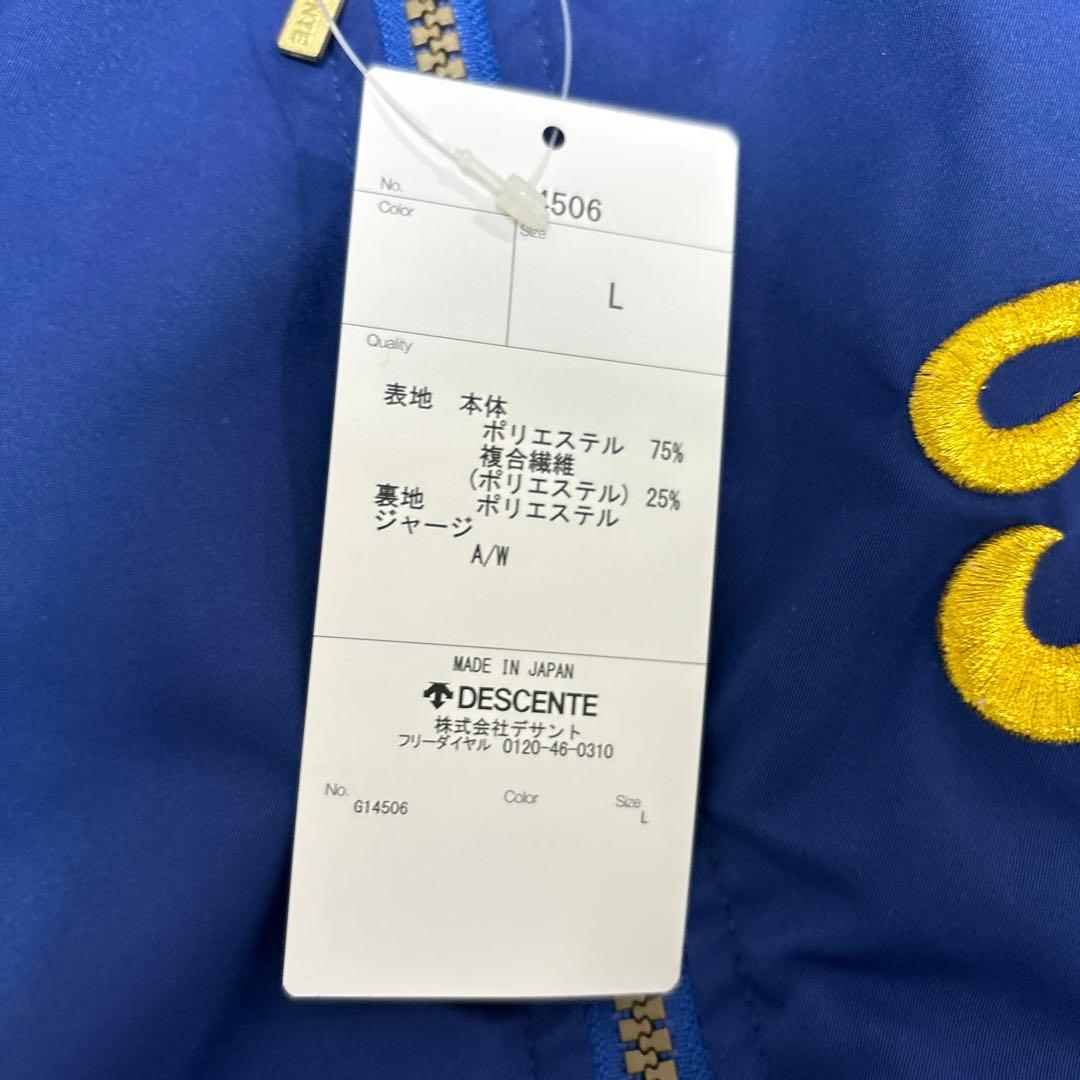 No.
4506
Color
Size
L
Quality
表地 本体
ポリエステル 75%
複合繊維
(ポリエステル) 25%
裏地 ポリエステル
ジャージ
A/W
MADE IN JAPAN
DESCENTE
株式会社デサント
フリーダイヤル 0120-46-0310
No. Color Size
G14506 L